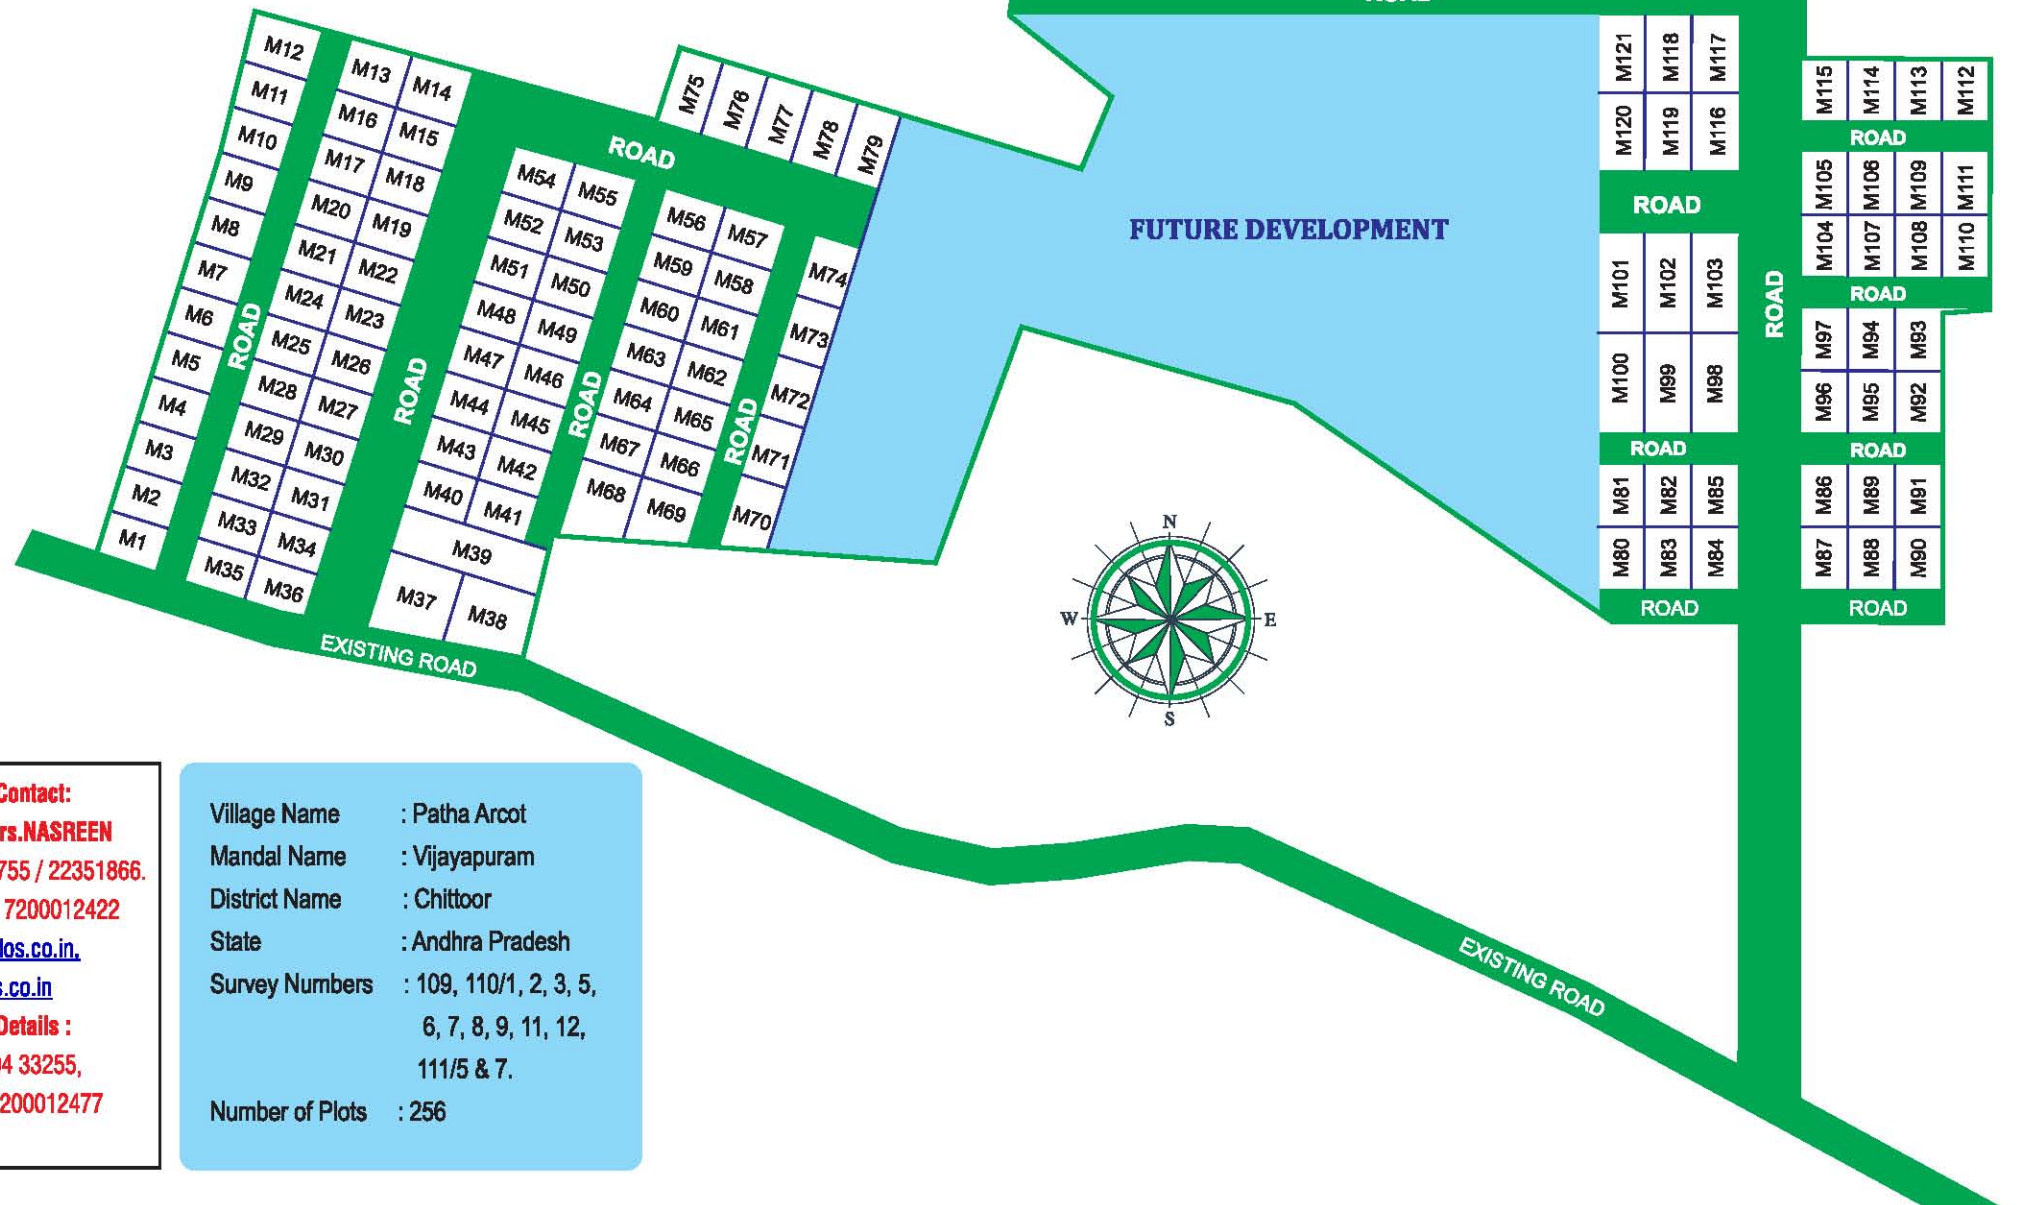 ROAD
M12
M11
M10
M9
M8
M7
M6
M5
M4
M3
M2
M1
ROAD
M13 M14
M16 M15
M17 M18
M20 M19
M21 M22
M24 M23
M25 M26
M28 M27
M29 M30
M32 M31
M33 M34
M35 M36
ROAD
ROAD
M54 M55
M52 M53
M51 M50
M48 M49
M47 M46
M44 M45
M43 M42
M40 M41
M39
M37 M38
ROAD
M56 M57
M59 M58
M60 M61
M63 M62
M64 M65
M67 M66
M68 M69
ROAD
M74
M73
M72
M71
M70
M75 M76 M77 M78 M79
EXISTING ROAD
FUTURE DEVELOPMENT
M121 M118 M117
M120 M119 M116
ROAD
M101 M102 M103
M100 M99 M98
ROAD
M81 M82 M85
M80 M83 M84
ROAD
ROAD
M115 M114 M113 M112
ROAD
M105 M106 M109 M111
M104 M107 M108 M110
ROAD
M97 M94 M93
M96 M95 M92
ROAD
M86 M89 M91
M87 M88 M90
ROAD
N
W E
S
EXISTING ROAD
Contact:
rs.NASREEN
755 / 22351866.
7200012422
los.co.in,
s.co.in
Details :
04 33255,
200012477
Village Name : Patha Arcot
Mandal Name : Vijayapuram
District Name : Chittoor
State : Andhra Pradesh
Survey Numbers : 109, 110/1, 2, 3, 5,
6, 7, 8, 9, 11, 12,
111/5 & 7.
Number of Plots : 256